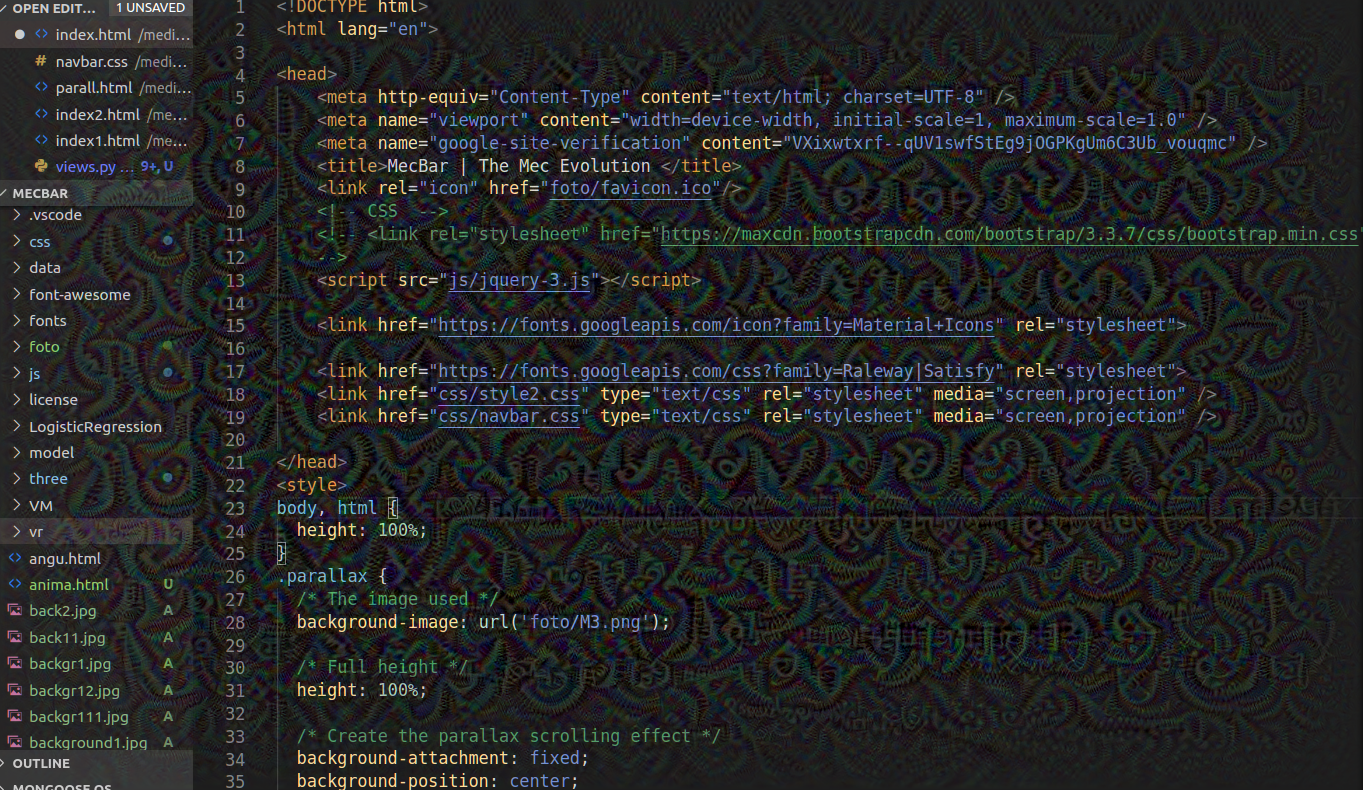 OPEN EDIT... 1 UNSAVED
index.html /medi...
navbar.css /medi...
parall.html /medi...
index2.html /me...
index1.html /me...
views.py ... 9+, U
MECBAR
.vscode
css
data
font-awesome
fonts
foto
js
license
LogisticRegression
model
three
VM
vr
angu.html
anima.html U
back2.jpg A
back11.jpg A
backgr1.jpg A
backgr12.jpg A
backgr111.jpg A
background1.jpg A
OUTLINE
MONGOOSE OS
1 <!DOCTYPE html>
2 <html lang="en">
3
4 <head>
5 <meta http-equiv="Content-Type" content="text/html; charset=UTF-8" />
6 <meta name="viewport" content="width=device-width, initial-scale=1, maximum-scale=1.0" />
7 <meta name="google-site-verification" content="VXixwtxrf--qUV1swfStEg9jOGPKgUm6C3Ub_vouqmc" />
8 <title>MecBar | The Mec Evolution </title>
9 <link rel="icon" href="foto/favicon.ico"/>
10 <!-- CSS  -->
11 <!-- <link rel="stylesheet" href="https://maxcdn.bootstrapcdn.com/bootstrap/3.3.7/css/bootstrap.min.css"
12 -->
13 <script src="js/jquery-3.js"></script>
14
15 <link href="https://fonts.googleapis.com/icon?family=Material+Icons" rel="stylesheet">
16
17 <link href="https://fonts.googleapis.com/css?family=Raleway|Satisfy" rel="stylesheet">
18 <link href="css/style2.css" type="text/css" rel="stylesheet" media="screen,projection" />
19 <link href="css/navbar.css" type="text/css" rel="stylesheet" media="screen,projection" />
20
21 </head>
22 <style>
23 body, html {
24 height: 100%;
25 }
26 .parallax {
27 /* The image used */
28 background-image: url('foto/M3.png');
29
30 /* Full height */
31 height: 100%;
32
33 /* Create the parallax scrolling effect */
34 background-attachment: fixed;
35 background-position: center;